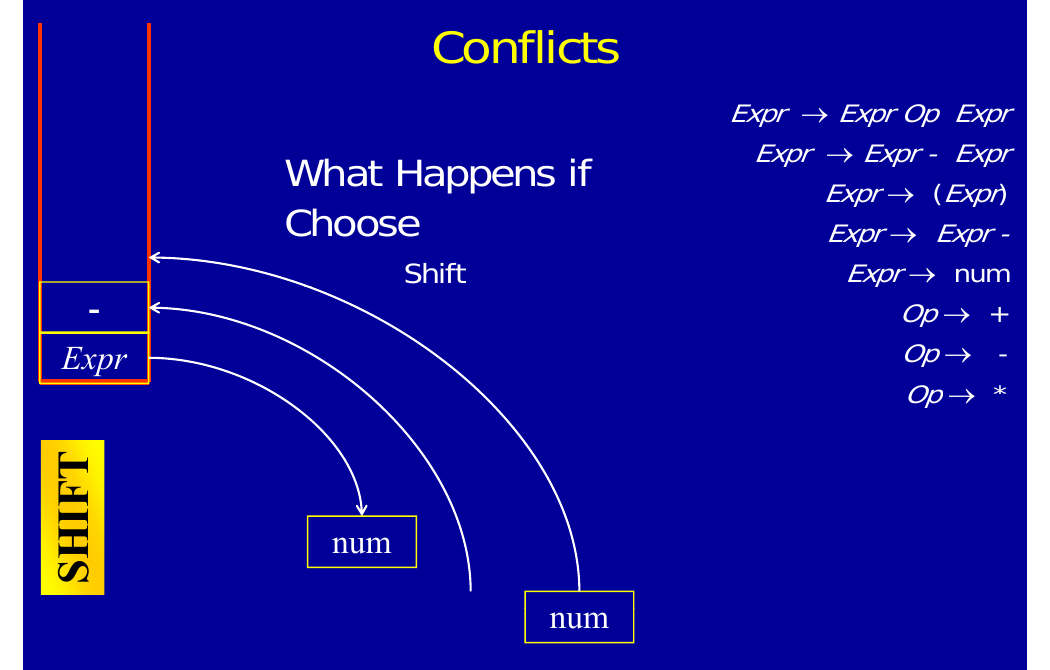 Conflicts
What Happens if
Choose
Shift
Expr → Expr Op Expr
Expr → Expr - Expr
Expr → (Expr)
Expr → Expr -
Expr → num
Op → +
Op → -
Op → *
-
Expr
SHIFT
num
num